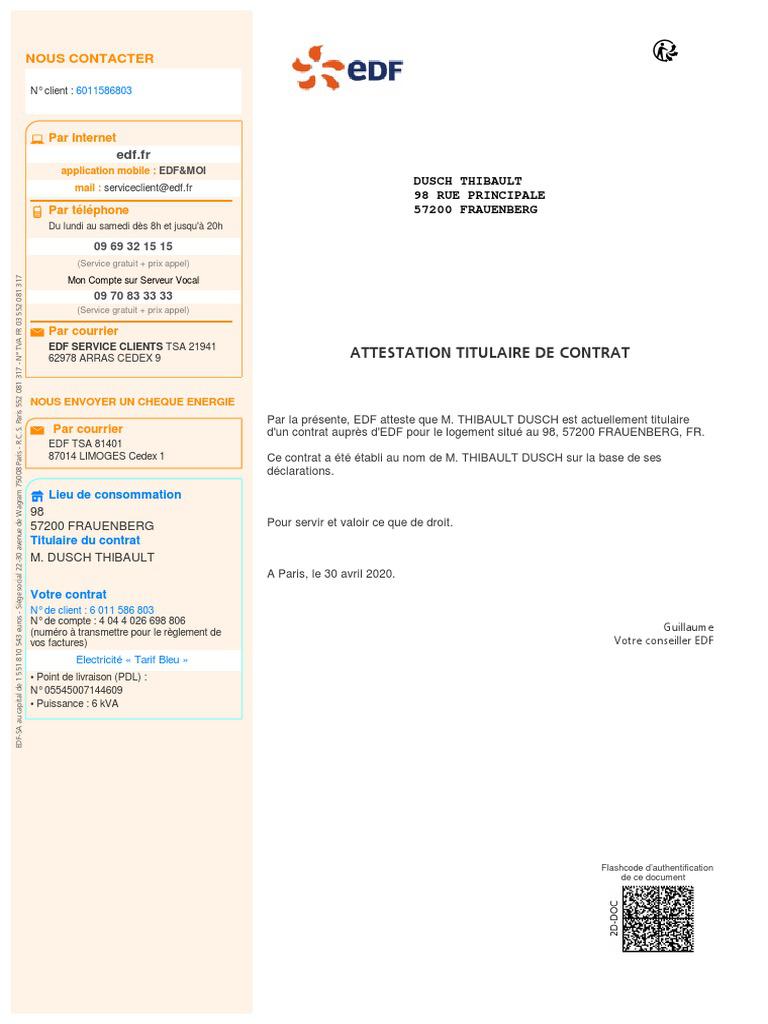 NOUS CONTACTER
N° client : 6011586803
Par Internet
edf.fr
application mobile : EDF&MOI
mail : serviceclient@edf.fr
Par téléphone
Du lundi au samedi dès 8h et jusqu'à 20h
09 69 32 15 15
(Service gratuit + prix appel)
Mon Compte sur Serveur Vocal
09 70 83 33 33
(Service gratuit + prix appel)
Par courrier
EDF SERVICE CLIENTS TSA 21941
62978 ARRAS CEDEX 9
NOUS ENVOYER UN CHEQUE ENERGIE
Par courrier
EDF TSA 81401
87014 LIMOGES Cedex 1
Lieu de consommation
98
57200 FRAUENBERG
Titulaire du contrat
M. DUSCH THIBAULT
Votre contrat
N° de client : 6 011 586 803
N° de compte : 4 04 4 026 698 806
(numéro à transmettre pour le règlement de
vos factures)
Electricité « Tarif Bleu »
• Point de livraison (PDL) :
N° 05545007144609
• Puissance : 6 kVA
EDF-SA au capital de 1 551 810 543 euros - Siège social 22-30 avenue de Wagram 75008 Paris - R.C.S. Paris 552 081 317 - N° TVA FR 03 552 081 317
edf
DUSCH THIBAULT
98 RUE PRINCIPALE
57200 FRAUENBERG
ATTESTATION TITULAIRE DE CONTRAT
Par la présente, EDF atteste que M. THIBAULT DUSCH est actuellement titulaire
d'un contrat auprès d'EDF pour le logement situé au 98, 57200 FRAUENBERG, FR.
Ce contrat a été établi au nom de M. THIBAULT DUSCH sur la base de ses
déclarations.
Pour servir et valoir ce que de droit.
A Paris, le 30 avril 2020.
Guillaume
Votre conseiller EDF
Flashcode d'authentification
de ce document
2D-DOC